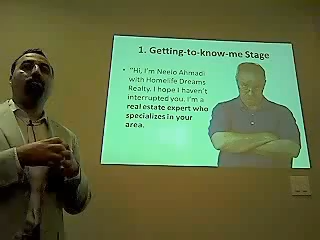 1. Getting-to-know-me Stage
• "Hi, I'm Neelo Ahmadi
with Homelife Dreams
Realty. I hope I haven't
interrupted you. I'm a
real estate expert who
specializes in your
area.